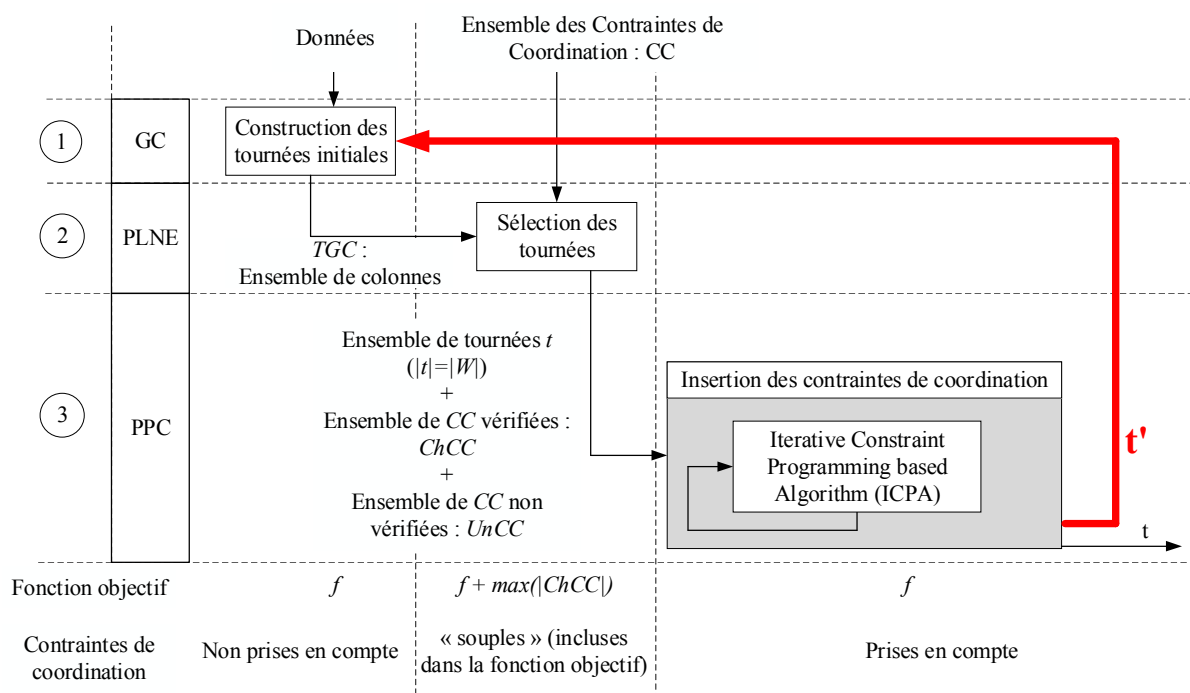 Données
Ensemble des Contraintes de
Coordination : CC
1
GC
Construction des
tournées initiales
2
PLNE
Sélection des
tournées
TGC :
Ensemble de colonnes
3
PPC
Ensemble de tournées t
(|t|=|W|)
+
Ensemble de CC vérifiées :
ChCC
+
Ensemble de CC non
vérifiées : UnCC
Insertion des contraintes de coordination
Iterative Constraint
Programming based
Algorithm (ICPA)
t'
t
Fonction objectif
f
f + max(|ChCC|)
f
Contraintes de
coordination
Non prises en compte
« souples » (incluses
dans la fonction objectif)
Prises en compte